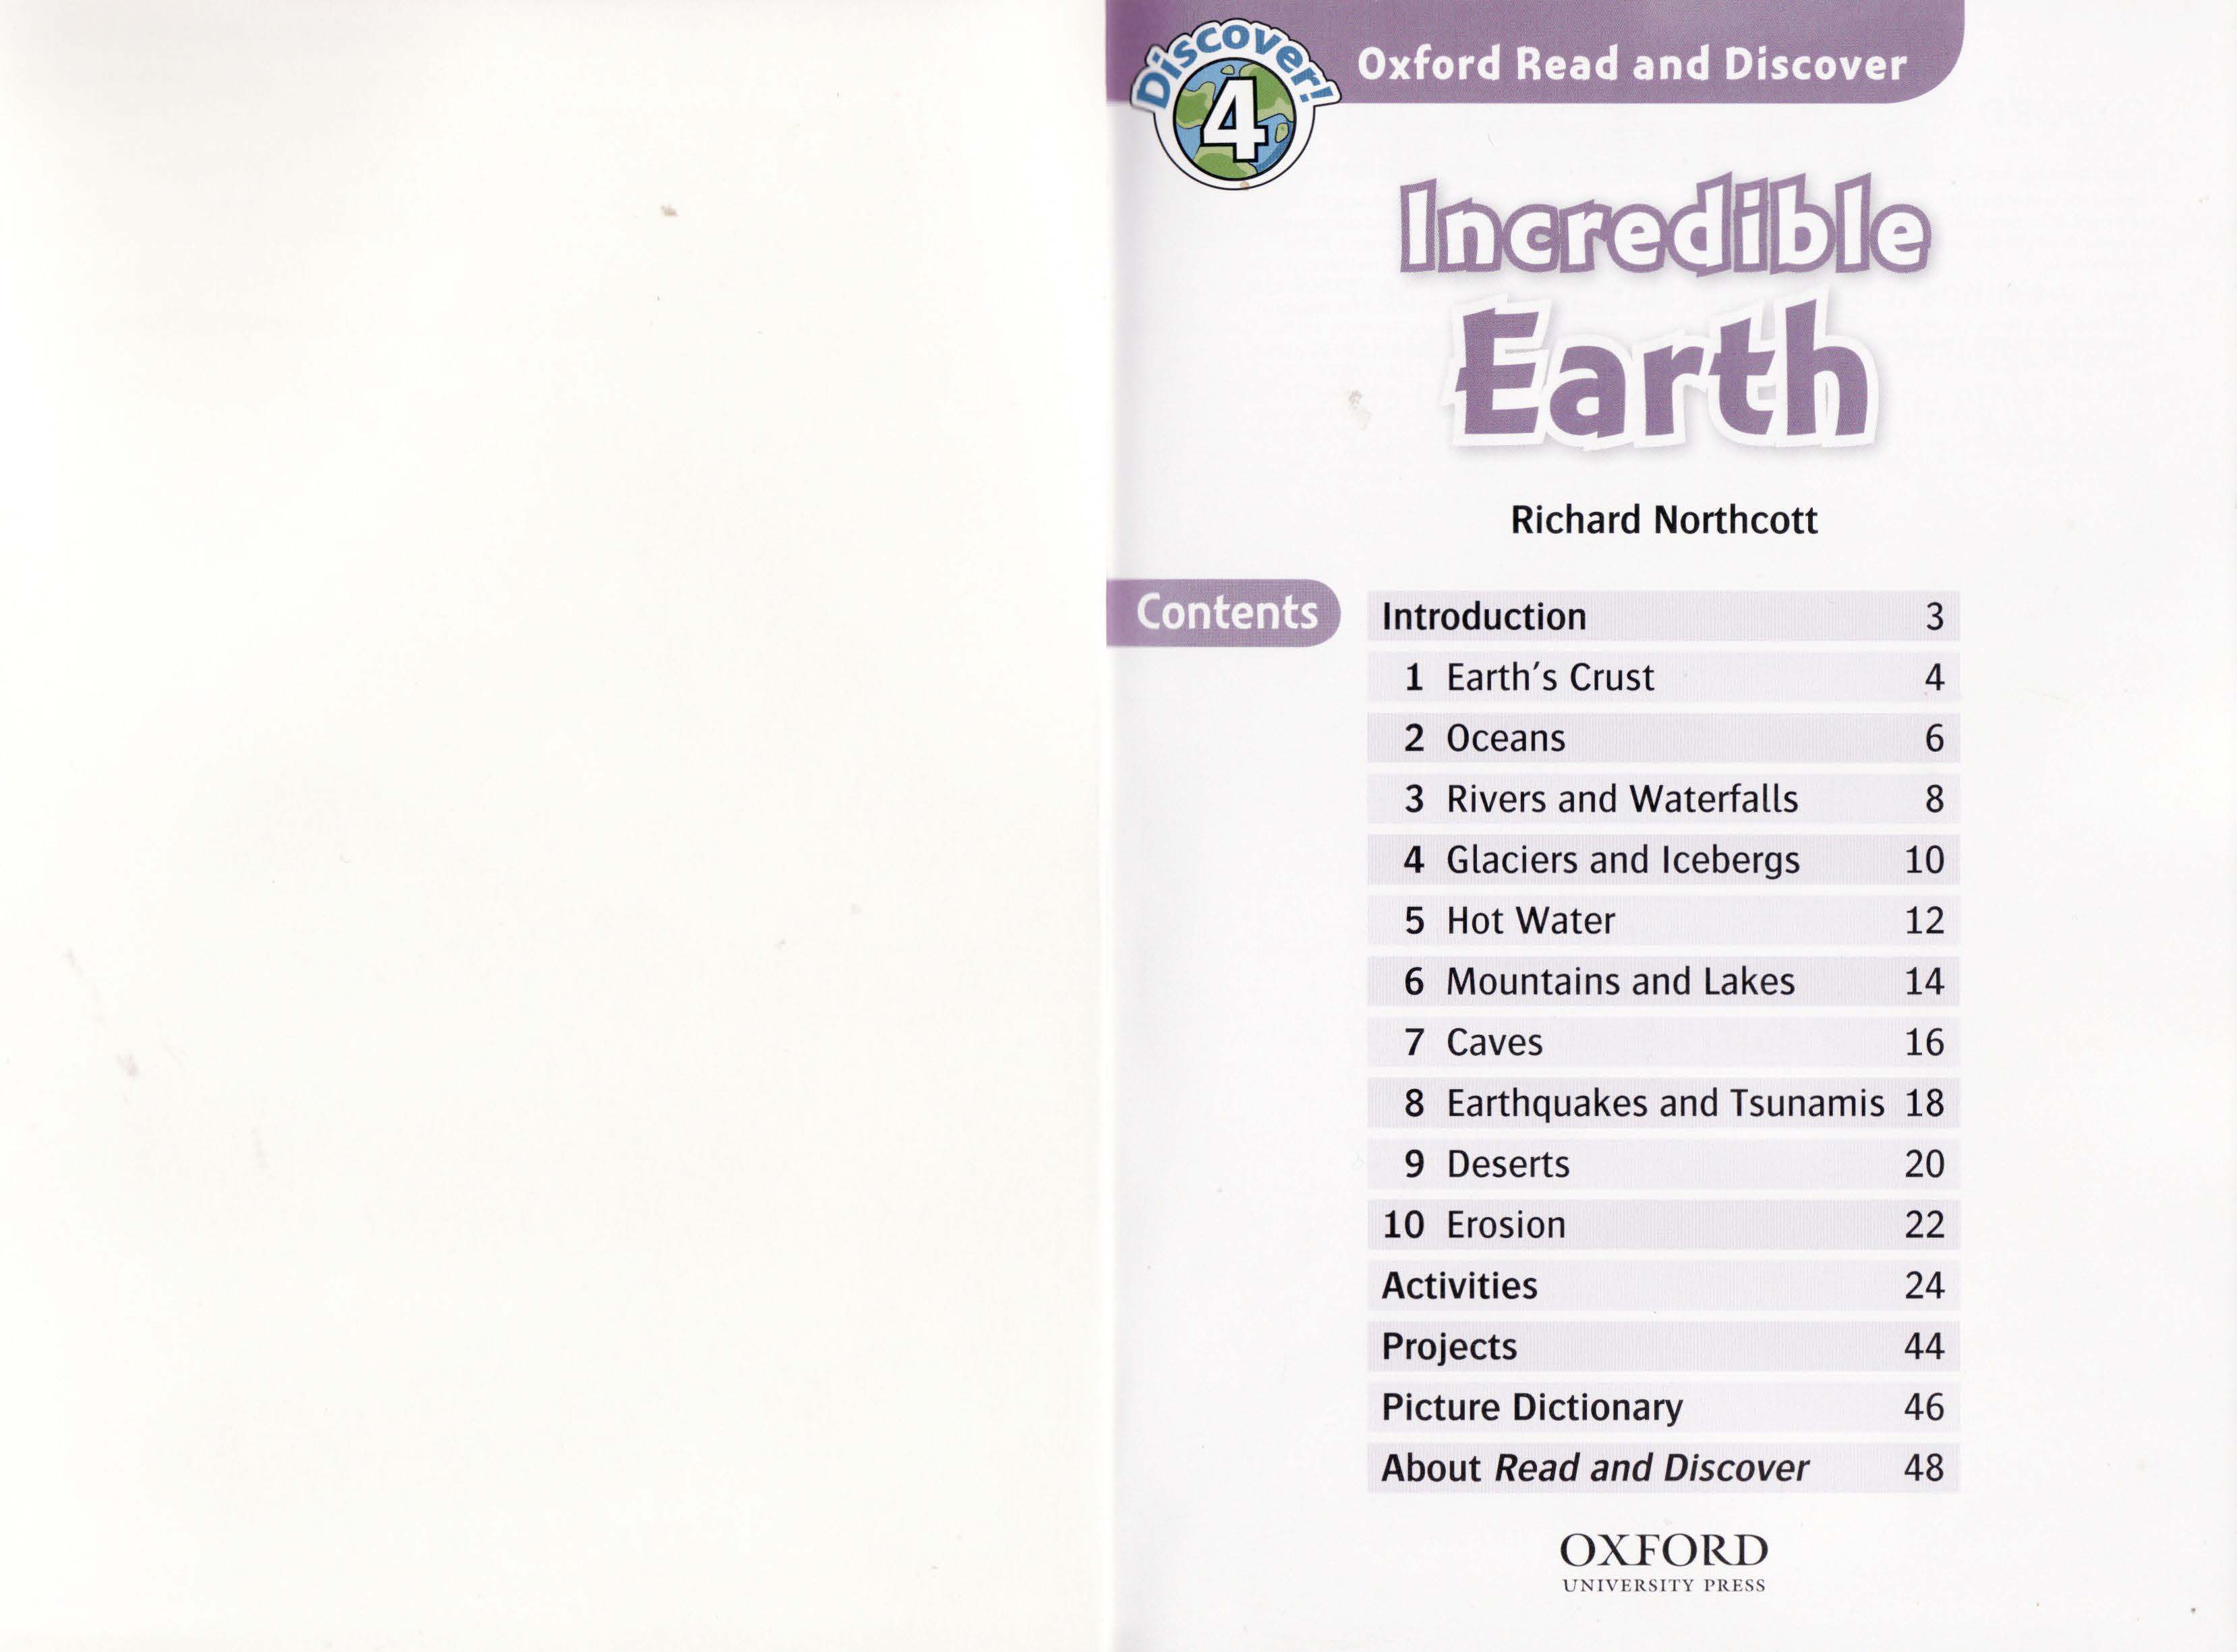 Discover!
4
Oxford Read and Discover
Incredible
Earth
Richard Northcott
Contents
Introduction 3
1 Earth's Crust 4
2 Oceans 6
3 Rivers and Waterfalls 8
4 Glaciers and Icebergs 10
5 Hot Water 12
6 Mountains and Lakes 14
7 Caves 16
8 Earthquakes and Tsunamis 18
9 Deserts 20
10 Erosion 22
Activities 24
Projects 44
Picture Dictionary 46
About Read and Discover 48
OXFORD
UNIVERSITY PRESS